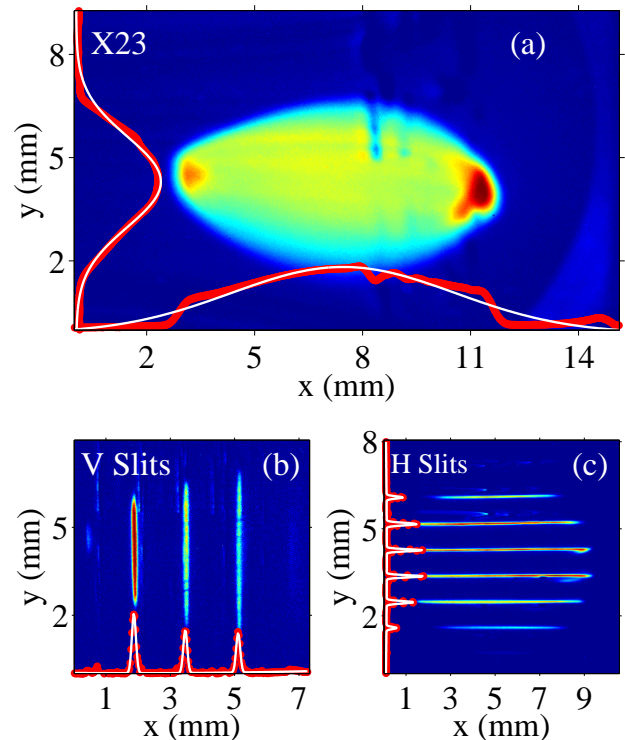 X23 (a)
8
5
2
y (mm)
2 5 8 11 14
x (mm)
V Slits (b)
5
2
y (mm)
1 3 5 7
x (mm)
H Slits (c)
8
5
2
y (mm)
1 3 5 7 9
x (mm)